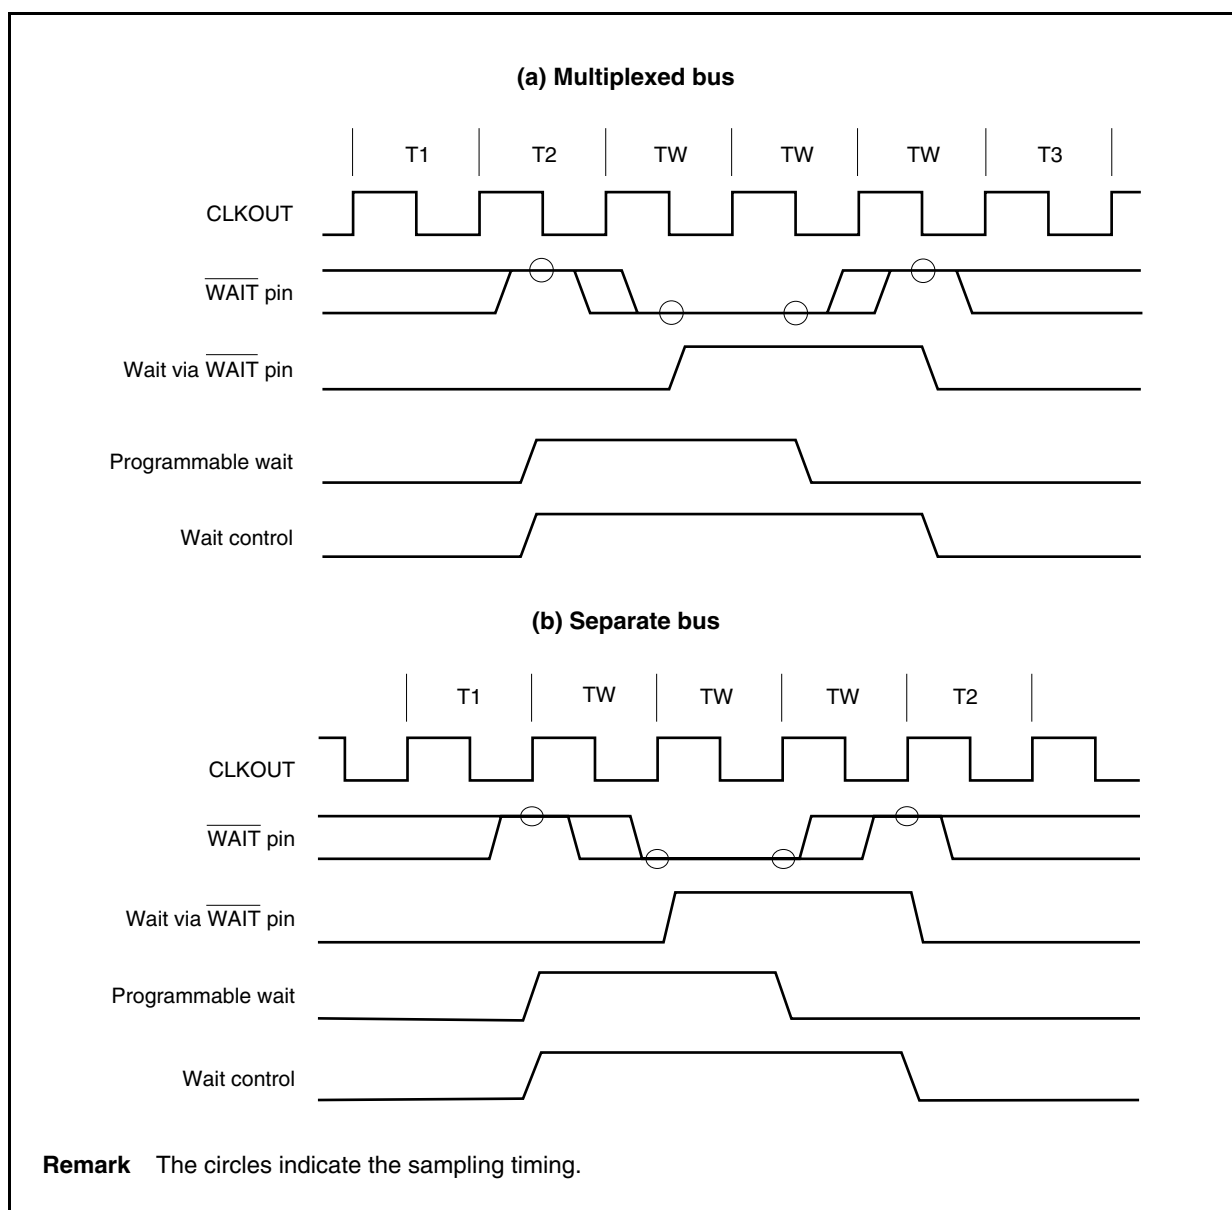 (a) Multiplexed bus
T1 T2 TW TW TW T3
CLKOUT
WAIT pin
Wait via WAIT pin
Programmable wait
Wait control
(b) Separate bus
T1 TW TW TW T2
CLKOUT
WAIT pin
Wait via WAIT pin
Programmable wait
Wait control
Remark The circles indicate the sampling timing.